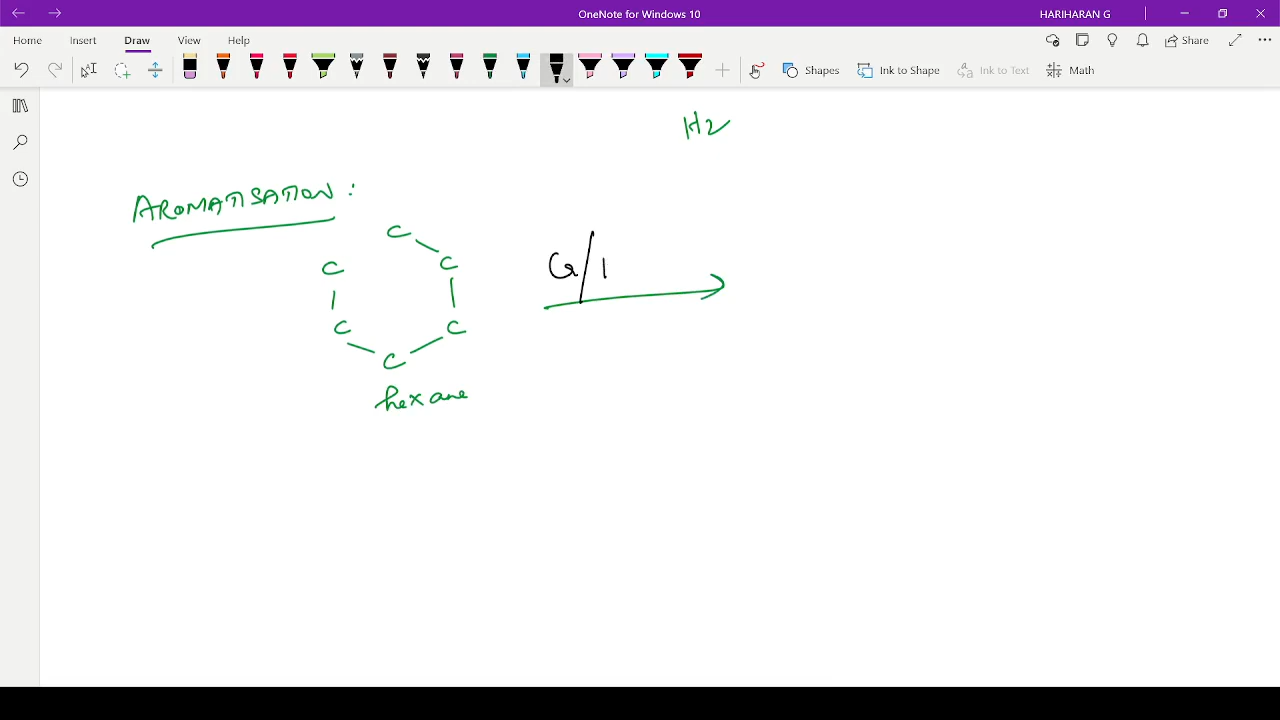 OneNote for Windows 10
HARIHARAN G
Home Insert Draw View Help
Share
Shapes Ink to Shape Ink to Text Math
H2
AROMATISATION :
C
C C
C C
C
hexane